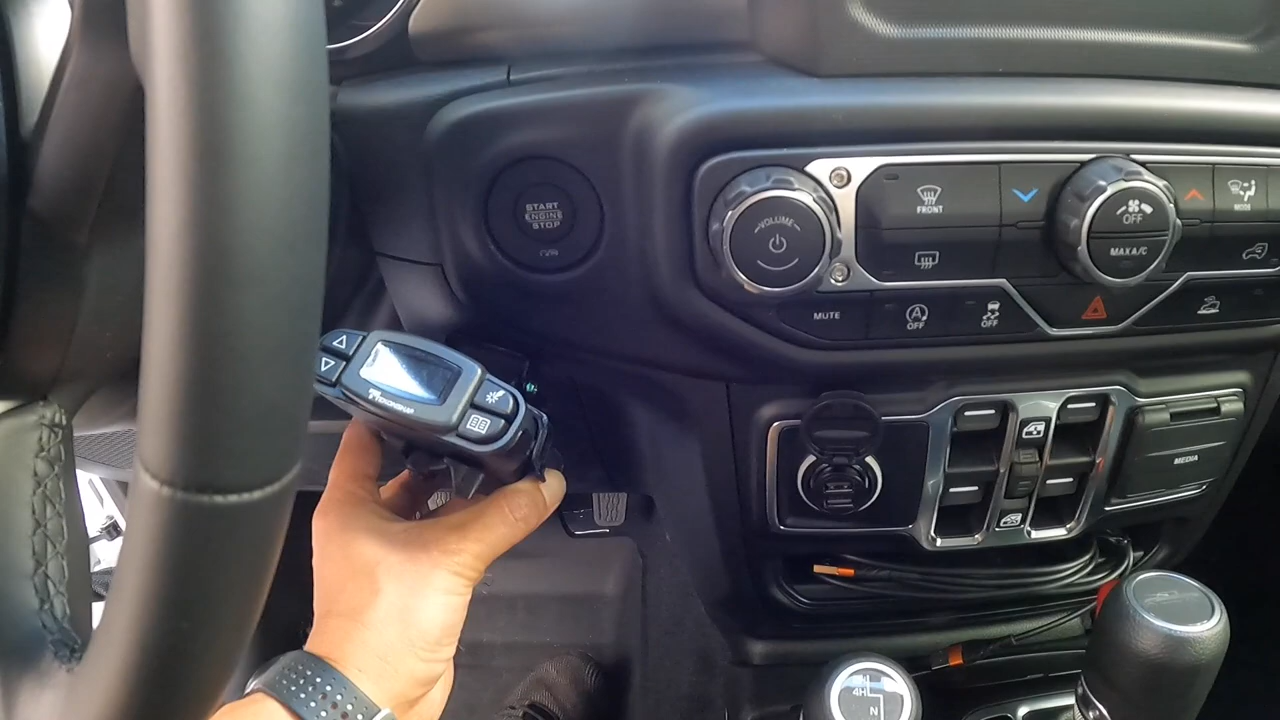 START
ENGINE
STOP
VOLUME
FRONT
OFF
MAX A/C
MODE
MUTE
A
OFF
OFF
MEDIA
4H
N